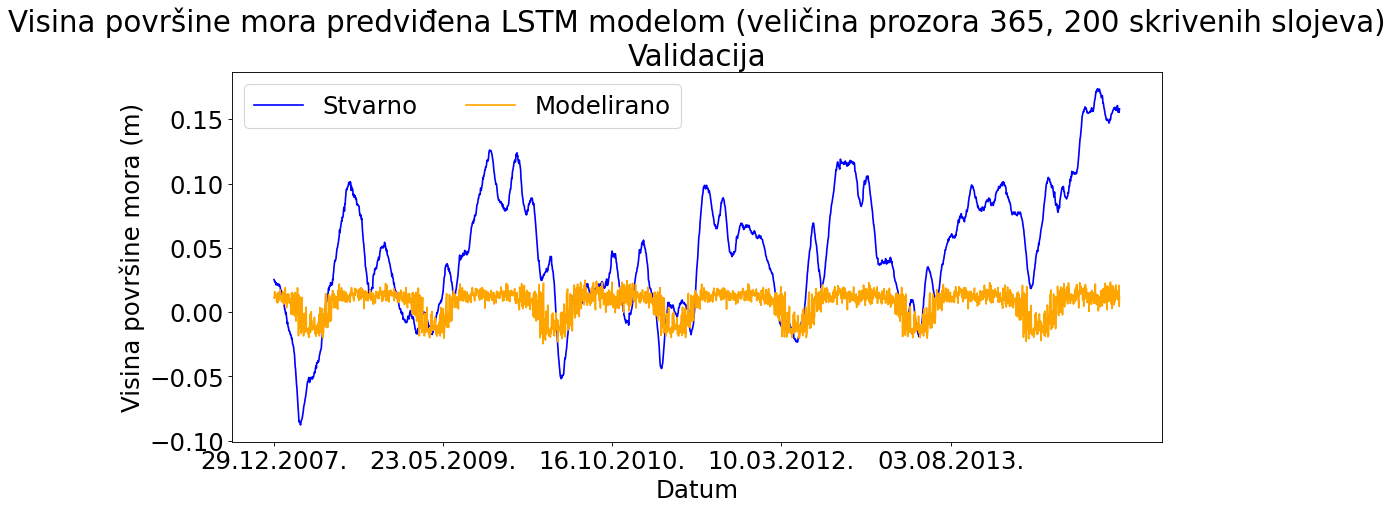 Visina površine mora predviđena LSTM modelom (veličina prozora 365, 200 skrivenih slojeva)
Validacija
Stvarno
Modelirano
Visina površine mora (m)
0.15
0.10
0.05
0.00
−0.05
−0.10
29.12.2007.
23.05.2009.
16.10.2010.
10.03.2012.
03.08.2013.
Datum